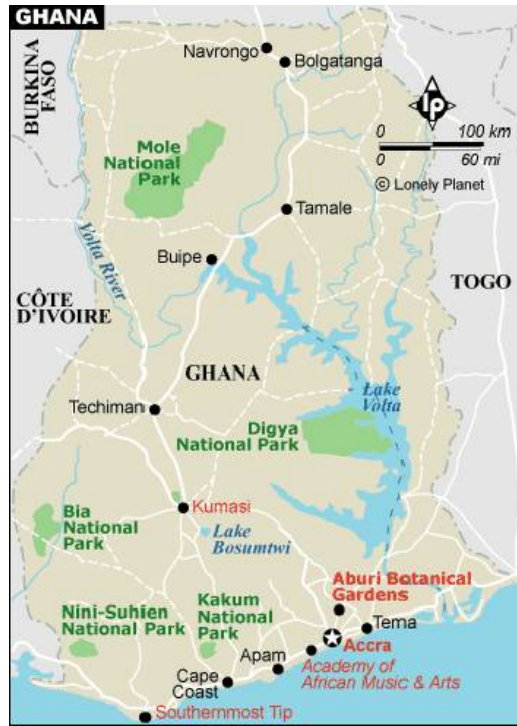 GHANA
BURKINA
FASO
Navrongo
Bolgatanga
lp
0 100 km
0 60 mi
© Lonely Planet
Mole
National
Park
Tamale
Volta River
Buipe
TOGO
CÔTE
D'IVOIRE
GHANA
Lake
Volta
Techiman
Digya
National Park
Kumasi
Bia
National
Park
Lake
Bosumtwi
Aburi Botanical
Gardens
Nini-Suhien
National Park
Kakum
National
Park
Tema
Accra
Apam
Academy of
African Music & Arts
Cape
Coast
Southernmost Tip